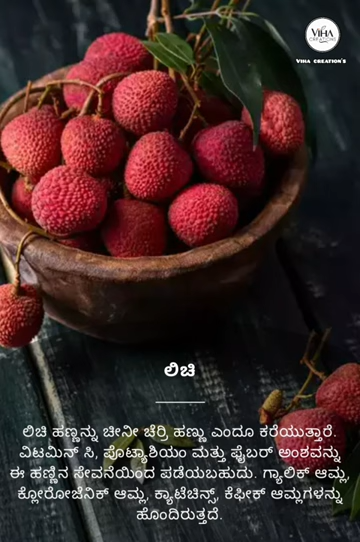 VIHA
CREATIONS
VIHA CREATION'S
ಲಿಚಿ
ಲಿಚಿ ಹಣ್ಣನ್ನು ಚೀನೀ ಚೆರ್ರಿ ಹಣ್ಣು ಎಂದೂ ಕರೆಯುತ್ತಾರೆ.
ವಿಟಮಿನ್ ಸಿ, ಪೊಟ್ಯಾಶಿಯಂ ಮತ್ತು ಫೈಬರ್ ಅಂಶವನ್ನು
ಈ ಹಣ್ಣಿನ ಸೇವನೆಯಿಂದ ಪಡೆಯಬಹುದು. ಗ್ಯಾಲಿಕ್ ಆಮ್ಲ,
ಕ್ಲೋರೋಜೆನಿಕ್ ಆಮ್ಲ, ಕ್ಯಾಟೆಚಿನ್ಸ್, ಕೆಫೀಕ್ ಆಮ್ಲಗಳನ್ನು
ಹೊಂದಿರುತ್ತದೆ.